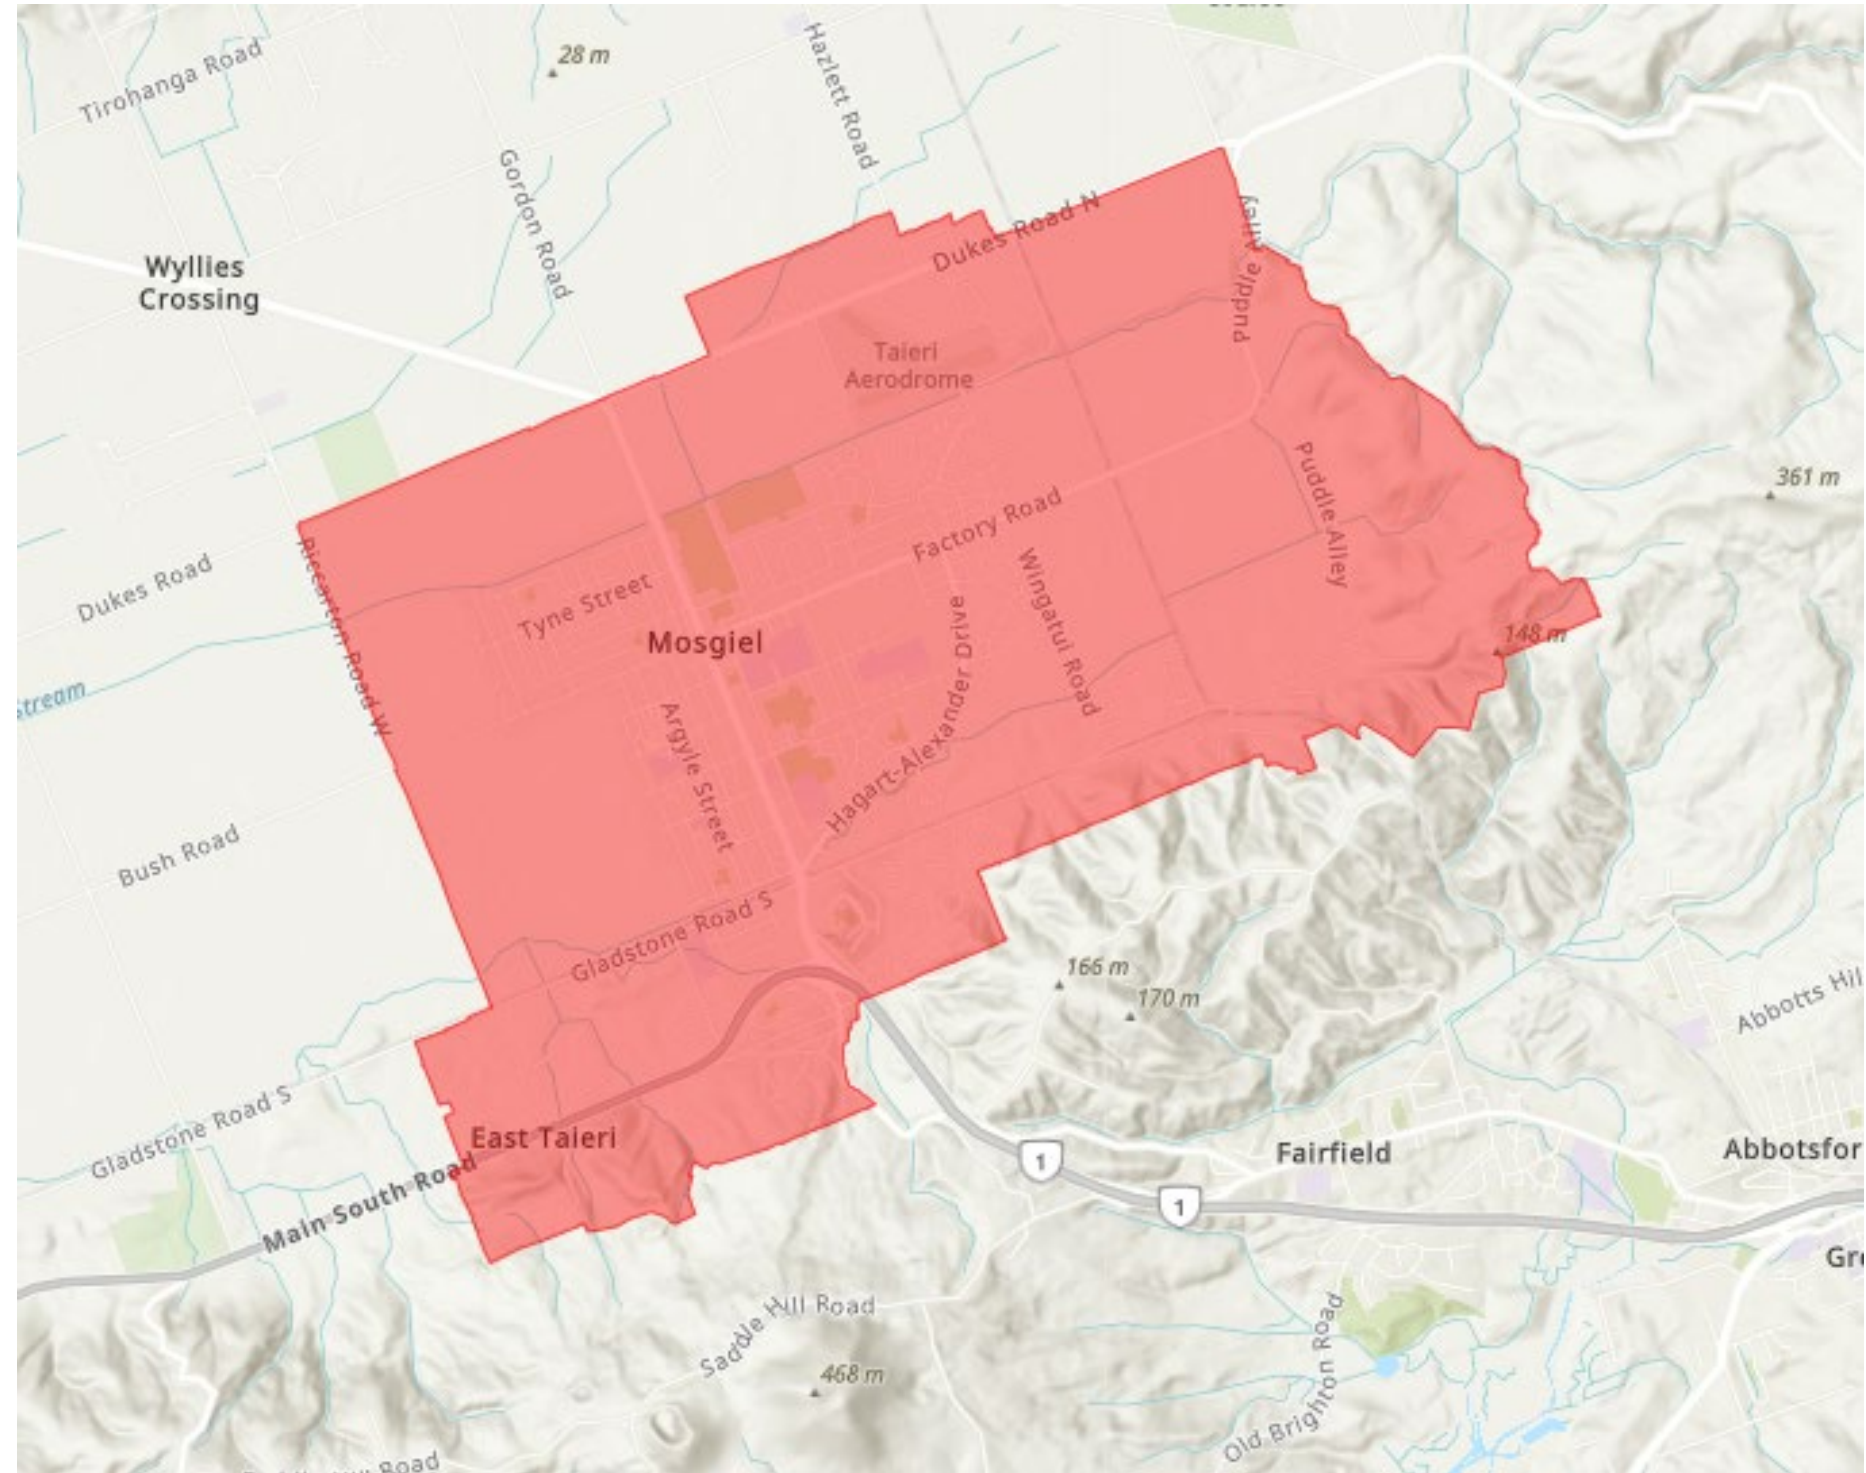 28 m
Tirohanga Road
Hazlett Road
Gordon Road
Puddle Alley
Dukes Road N
Wyllies
Crossing
Taieri
Aerodrome
Puddle Alley
361 m
Factory Road
Riccarton Road W
Dukes Road
Tyne Street
Wingatui Road
Mosgiel
148 m
Stream
Hagart-Alexander Drive
Argyle Street
Bush Road
Gladstone Road S
166 m
170 m
Abbotts Hil
Gladstone Road S
East Taieri
Main South Road
1
Fairfield
Abbotsfor
1
Gre
Saddle Hill Road
468 m
Old Brighton Road
Road